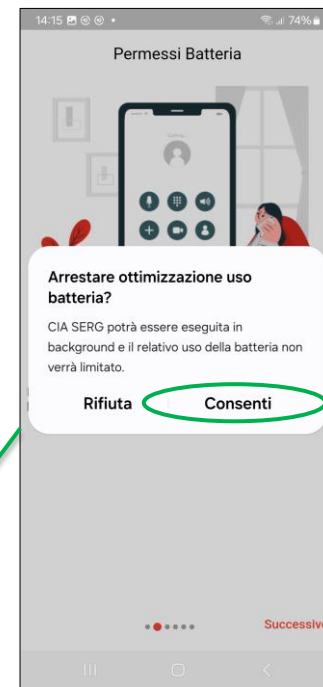 14:15
74%
Permessi Batteria
Arrestare ottimizzazione uso
batteria?
CIA SERG potrà essere eseguita in
background e il relativo uso della batteria non
verrà limitato.
Rifiuta
Consenti
Successivo